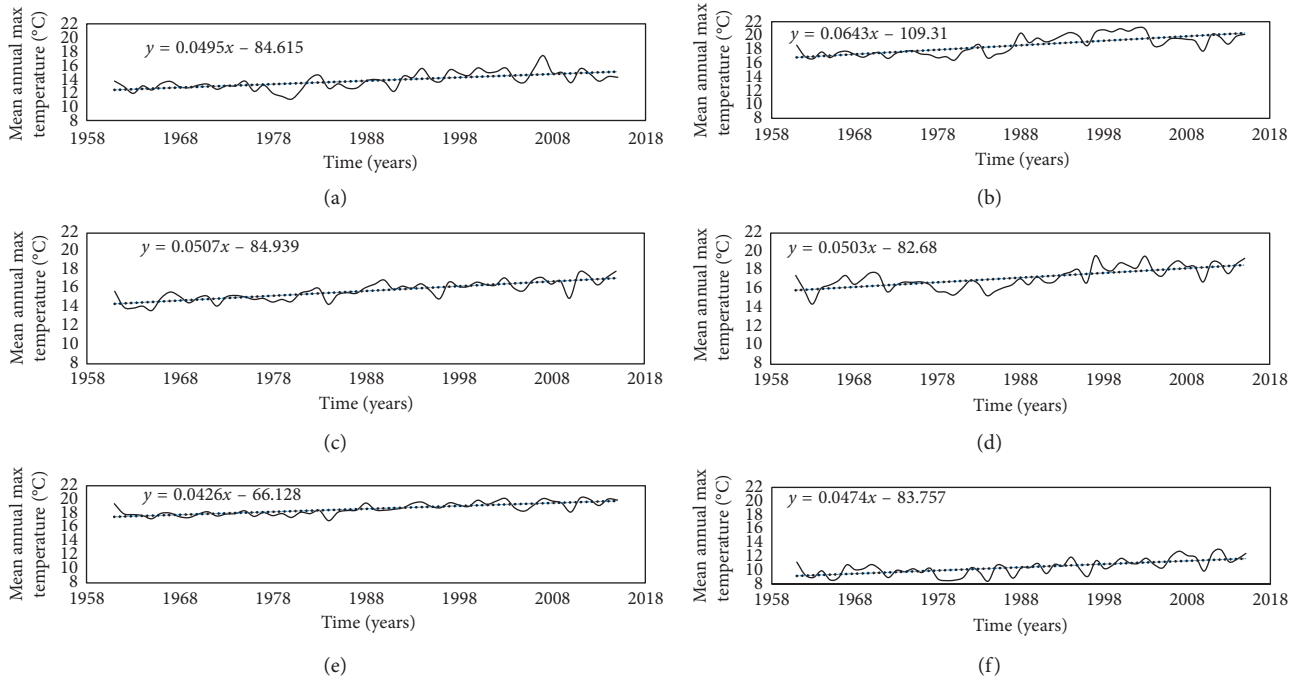 Mean annual max
temperature (°C)
22
20
18
16
14
12
10
8
1958 1968 1978 1988 1998 2008 2018
y = 0.0495x – 84.615
Time (years)
(a)
Mean annual max
temperature (°C)
22
20
18
16
14
12
10
8
1958 1968 1978 1988 1998 2008 2018
y = 0.0643x – 109.31
Time (years)
(b)
Mean annual max
temperature (°C)
22
20
18
16
14
12
10
8
1958 1968 1978 1988 1998 2008 2018
y = 0.0507x – 84.939
Time (years)
(c)
Mean annual max
temperature (°C)
22
20
18
16
14
12
10
8
1958 1968 1978 1988 1998 2008 2018
y = 0.0503x – 82.68
Time (years)
(d)
Mean annual max
temperature (°C)
22
20
18
16
14
12
10
8
1958 1968 1978 1988 1998 2008 2018
y = 0.0426x – 66.128
Time (years)
(e)
Mean annual max
temperature (°C)
22
20
18
16
14
12
10
8
1958 1968 1978 1988 1998 2008 2018
y = 0.0474x – 83.757
Time (years)
(f)